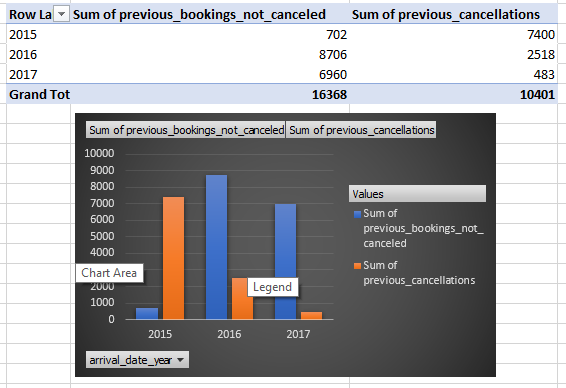 Row La Sum of previous_bookings_not_canceled Sum of previous_cancellations
2015 702 7400
2016 8706 2518
2017 6960 483
Grand Tot 16368 10401
Sum of previous_bookings_not_canceled Sum of previous_cancellations
10000
9000
8000
7000
6000
5000
4000
Chart Area
2000
1000
0
2015 2016 2017
Legend
Values
Sum of
previous_bookings_not_
canceled
Sum of
previous_cancellations
arrival_date_year